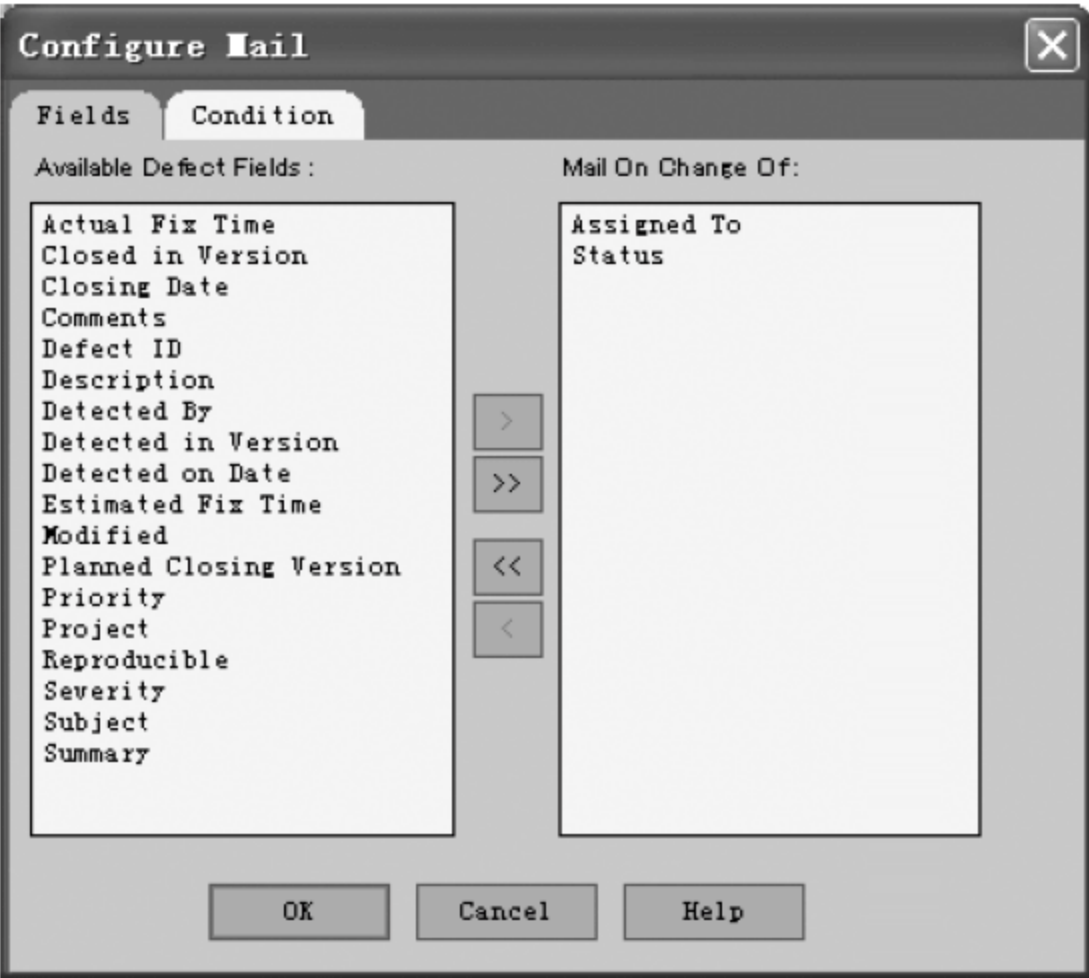 Configure Mail
Fields Condition
Available Defect Fields :
Actual Fix Time
Closed in Version
Closing Date
Comments
Defect ID
Description
Detected By
Detected in Version
Detected on Date
Estimated Fix Time
Modified
Planned Closing Version
Priority
Project
Reproducible
Severity
Subject
Summary
>
>>
<<
<
Mail On Change Of:
Assigned To
Status
OK Cancel Help